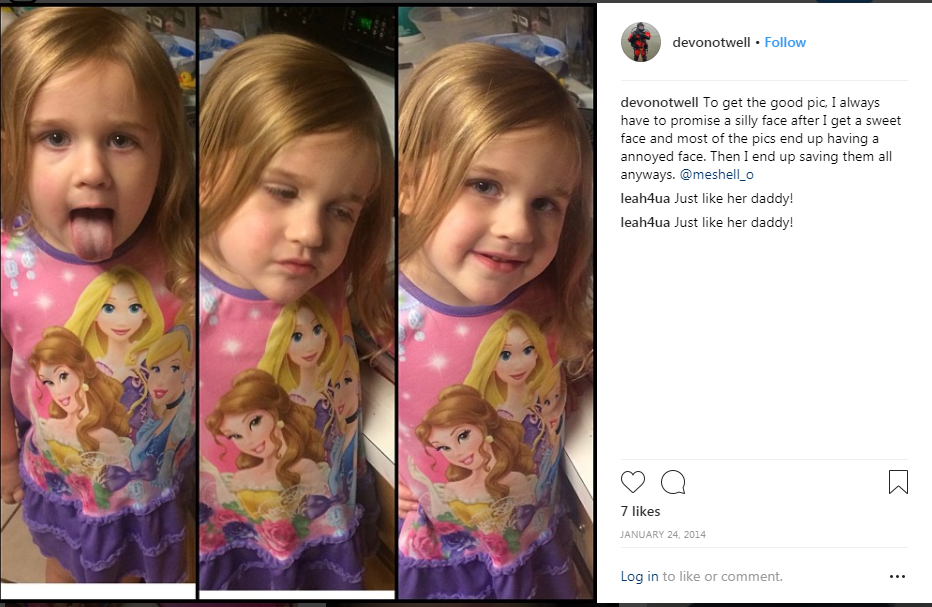 devonotwell • Follow
devonotwell To get the good pic, I always
have to promise a silly face after I get a sweet
face and most of the pics end up having a
annoyed face. Then I end up saving them all
anyways. @meshell_o
leah4ua Just like her daddy!
leah4ua Just like her daddy!
7 likes
JANUARY 24, 2014
Log in to like or comment.